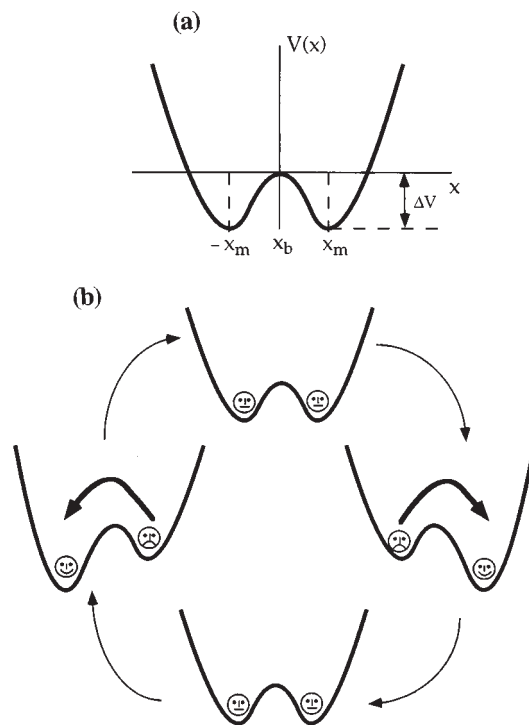 (a)
V(x)
x
ΔV
- x_m x_b x_m
(b)